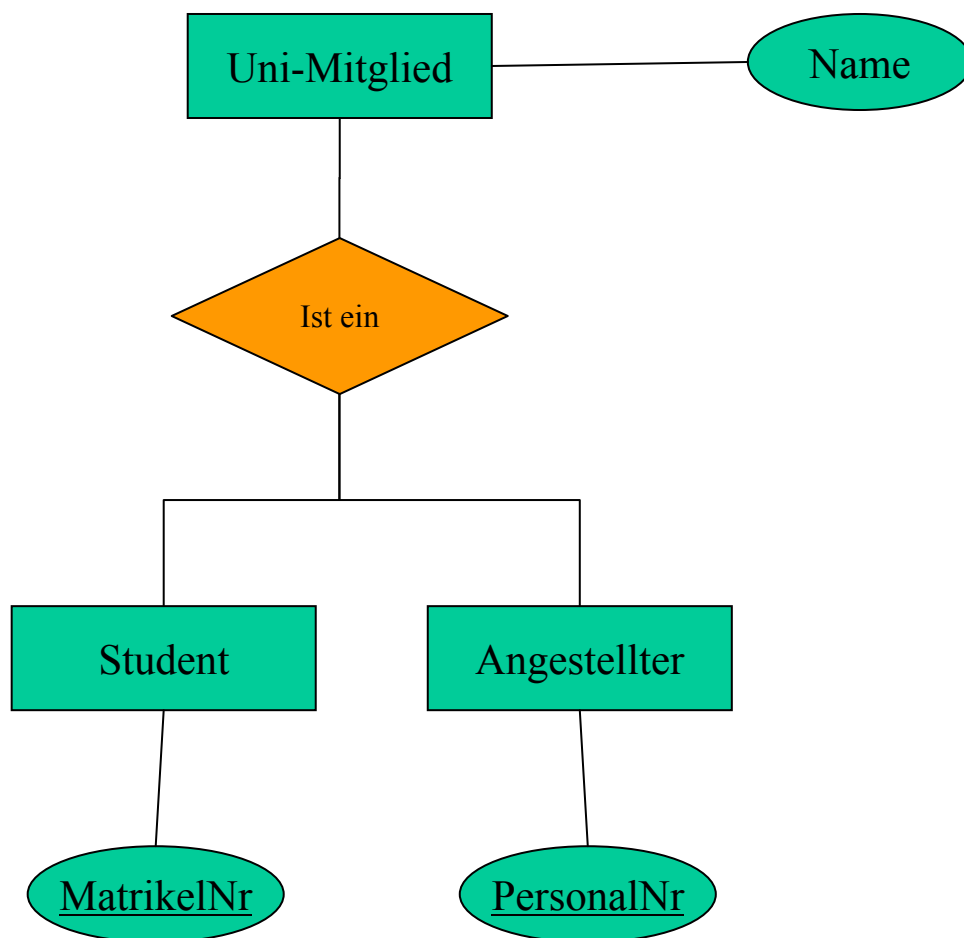 Uni-Mitglied
Name
Ist ein
Student
Angestellter
MatrikelNr
PersonalNr